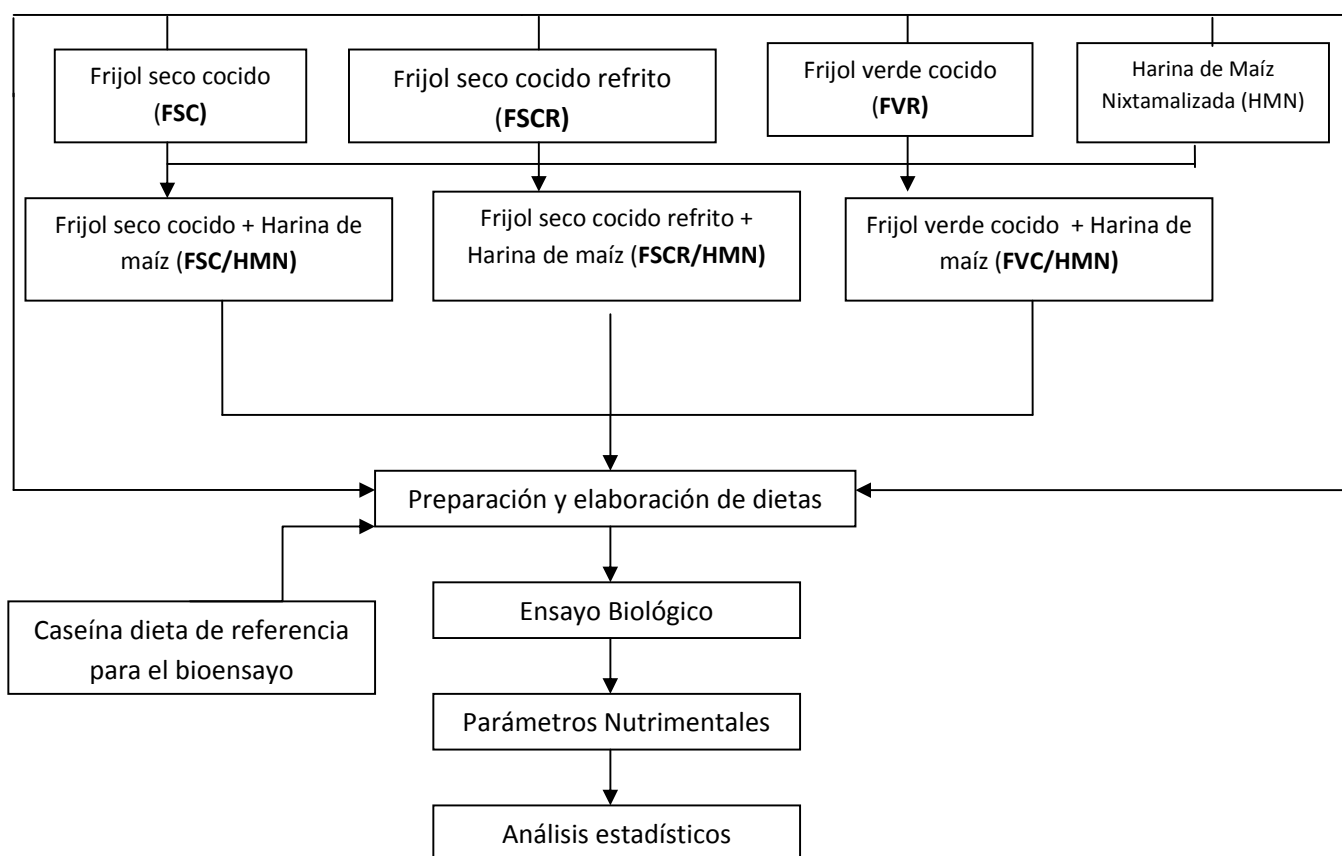 Frijol seco cocido
(FSC)
Frijol seco cocido refrito
(FSCR)
Frijol verde cocido
(FVR)
Harina de Maíz
Nixtamalizada (HMN)
Frijol seco cocido + Harina de
maíz (FSC/HMN)
Frijol seco cocido refrito +
Harina de maíz (FSCR/HMN)
Frijol verde cocido + Harina de
maíz (FVC/HMN)
Preparación y elaboración de dietas
Ensayo Biológico
Caseína dieta de referencia
para el bioensayo
Parámetros Nutrimentales
Análisis estadísticos